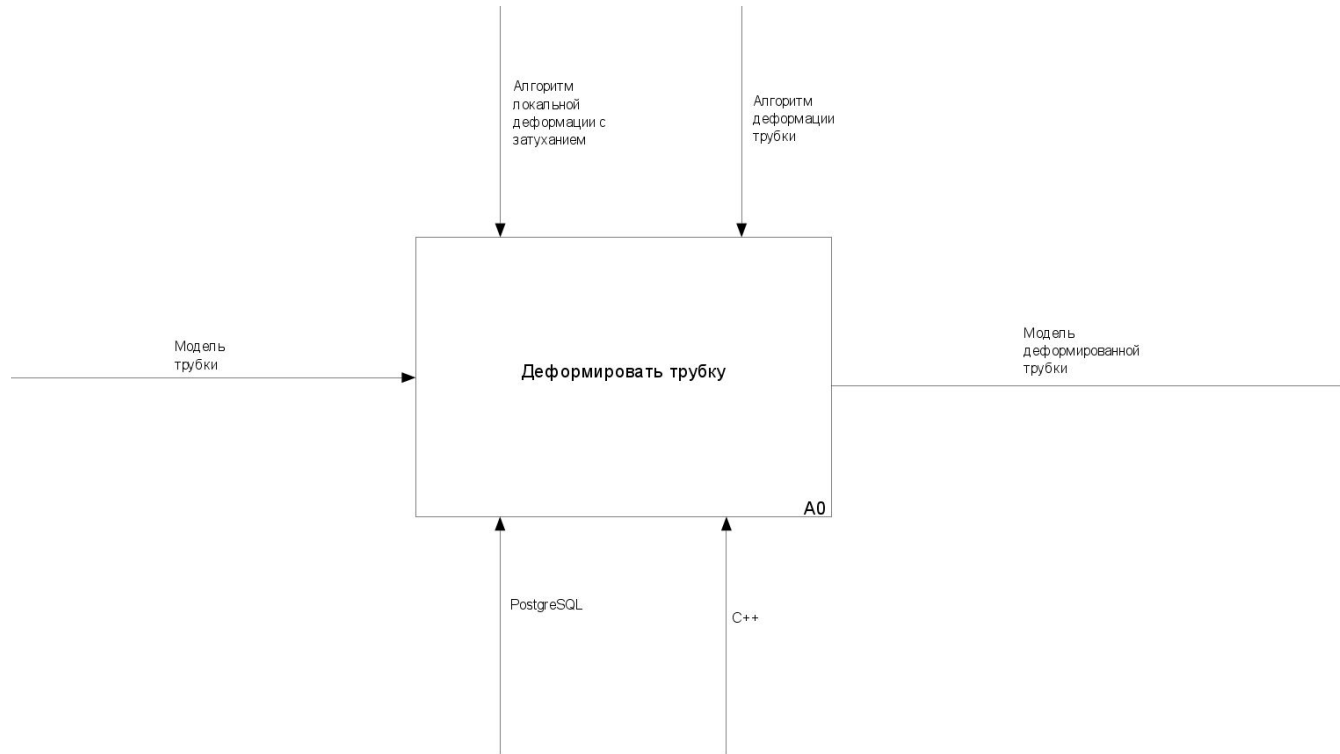 Алгоритм
локальной
деформации с
затуханием
Алгоритм
деформации
трубки
Модель
трубки
Деформировать трубку
Модель
деформированной
трубки
A0
PostgreSQL
C++